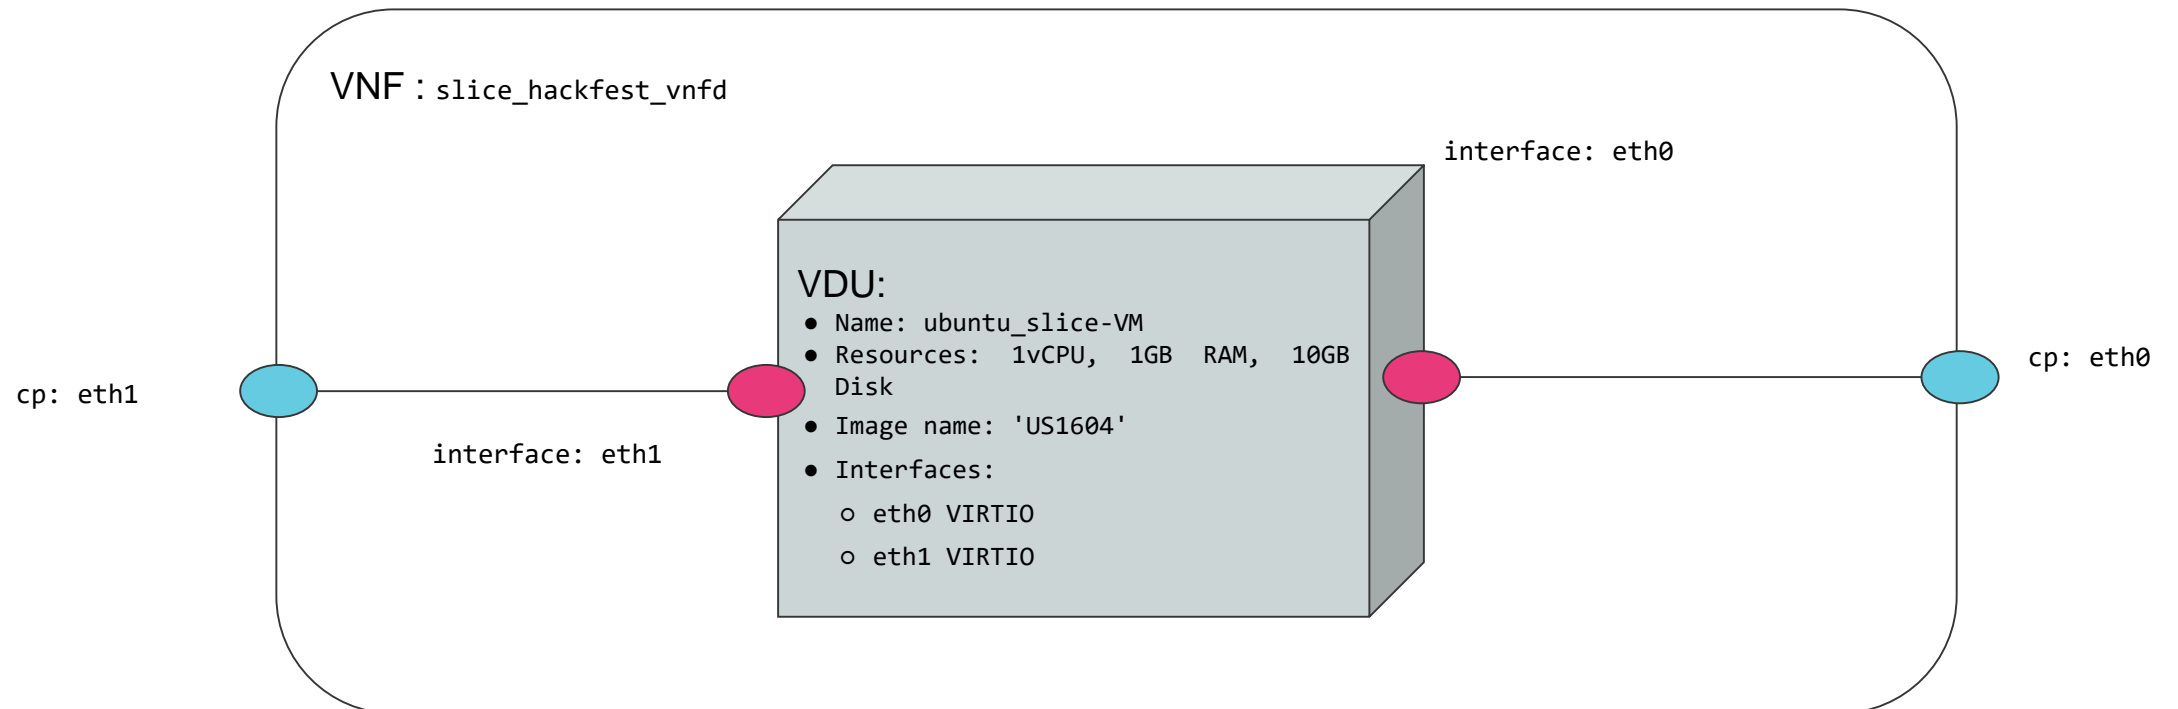 VNF : slice_hackfest_vnfd
interface: eth0
VDU:
● Name: ubuntu_slice-VM
● Resources: 1vCPU, 1GB RAM, 10GB
Disk
● Image name: 'US1604'
● Interfaces:
○ eth0 VIRTIO
○ eth1 VIRTIO
cp: eth0
cp: eth1
interface: eth1